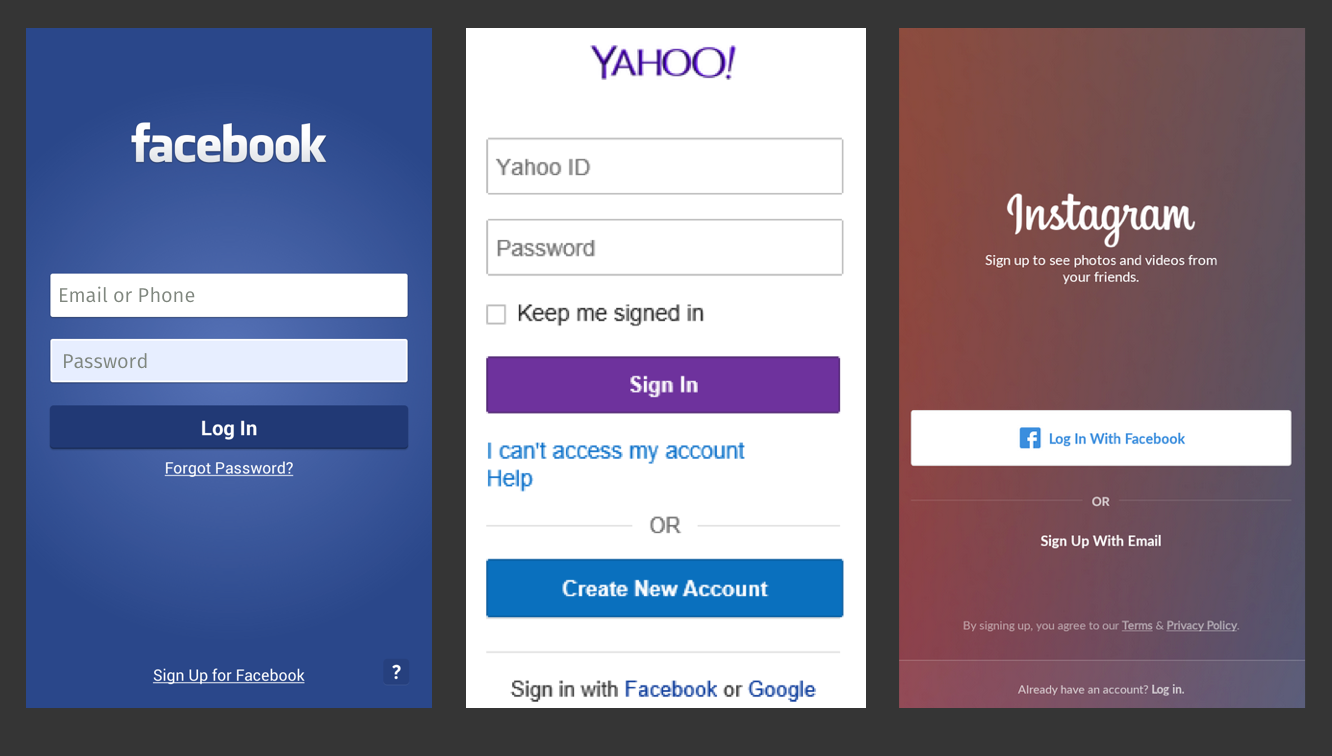 facebook
Email or Phone
Password
Log In
Forgot Password?
Sign Up for Facebook
?
YAHOO!
Yahoo ID
Password
Keep me signed in
Sign In
I can't access my account
Help
OR
Create New Account
Sign in with Facebook or Google
Instagram
Sign up to see photos and videos from
your friends.
f Log In With Facebook
OR
Sign Up With Email
By signing up, you agree to our Terms & Privacy Policy.
Already have an account? Log in.